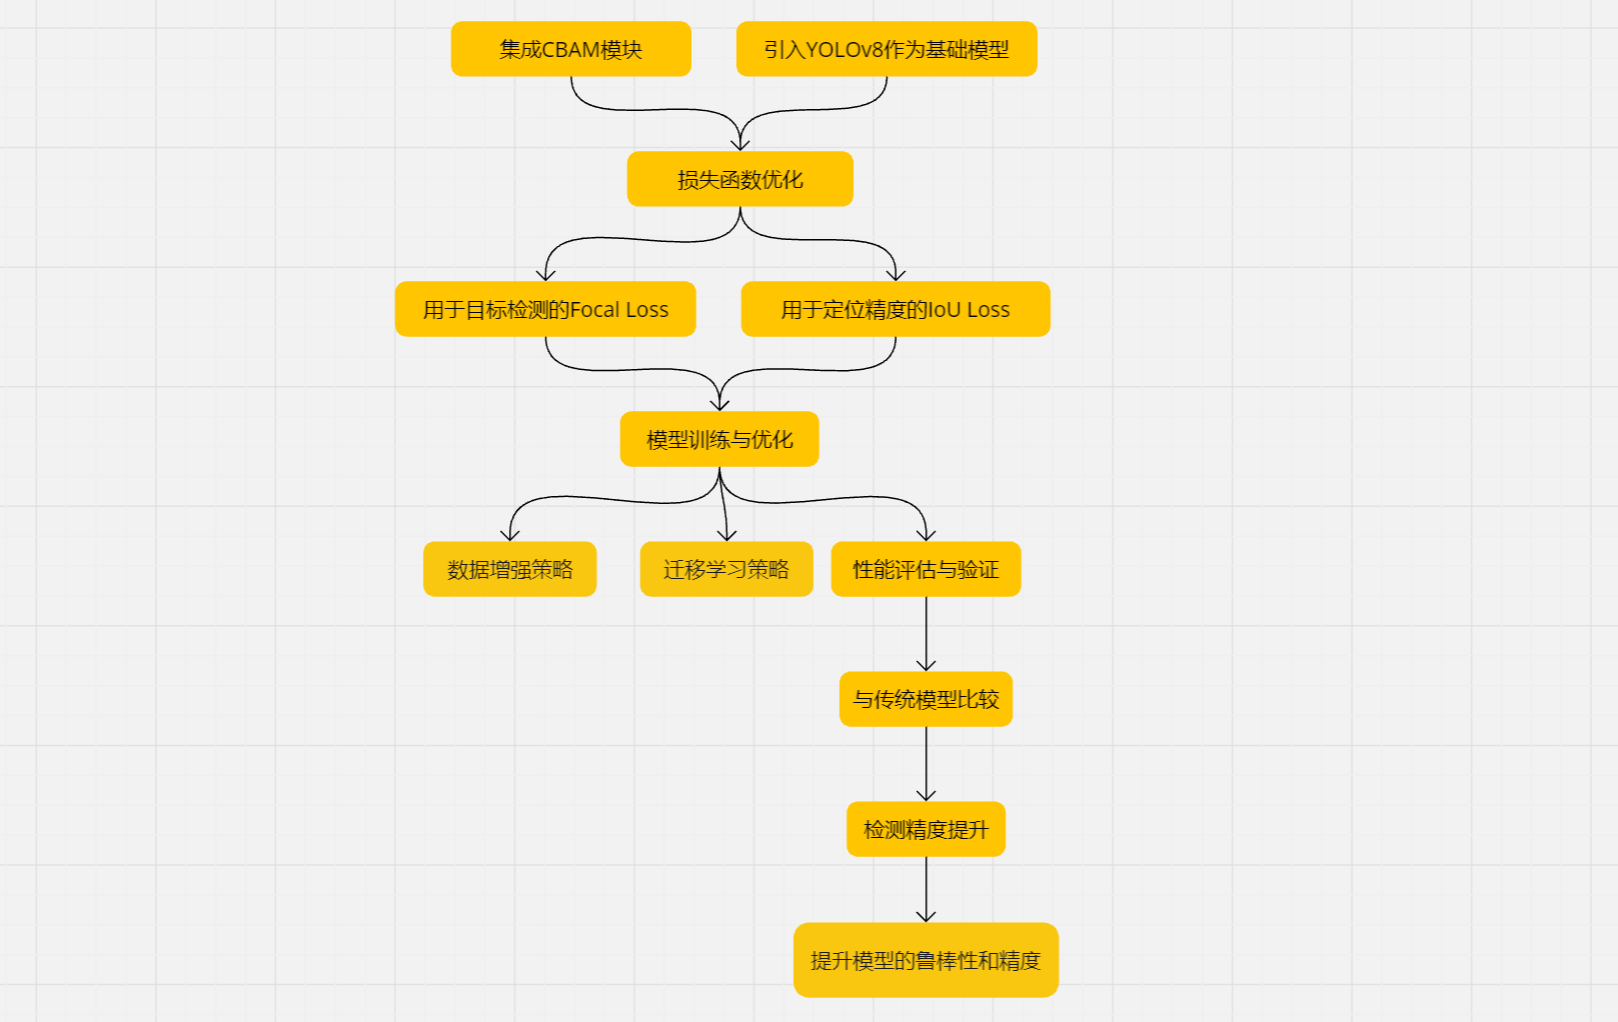 集成CBAM模块
引入YOLOv8作为基础模型
损失函数优化
用于目标检测的Focal Loss
用于定位精度的IoU Loss
模型训练与优化
数据增强策略
迁移学习策略
性能评估与验证
与传统模型比较
检测精度提升
提升模型的鲁棒性和精度